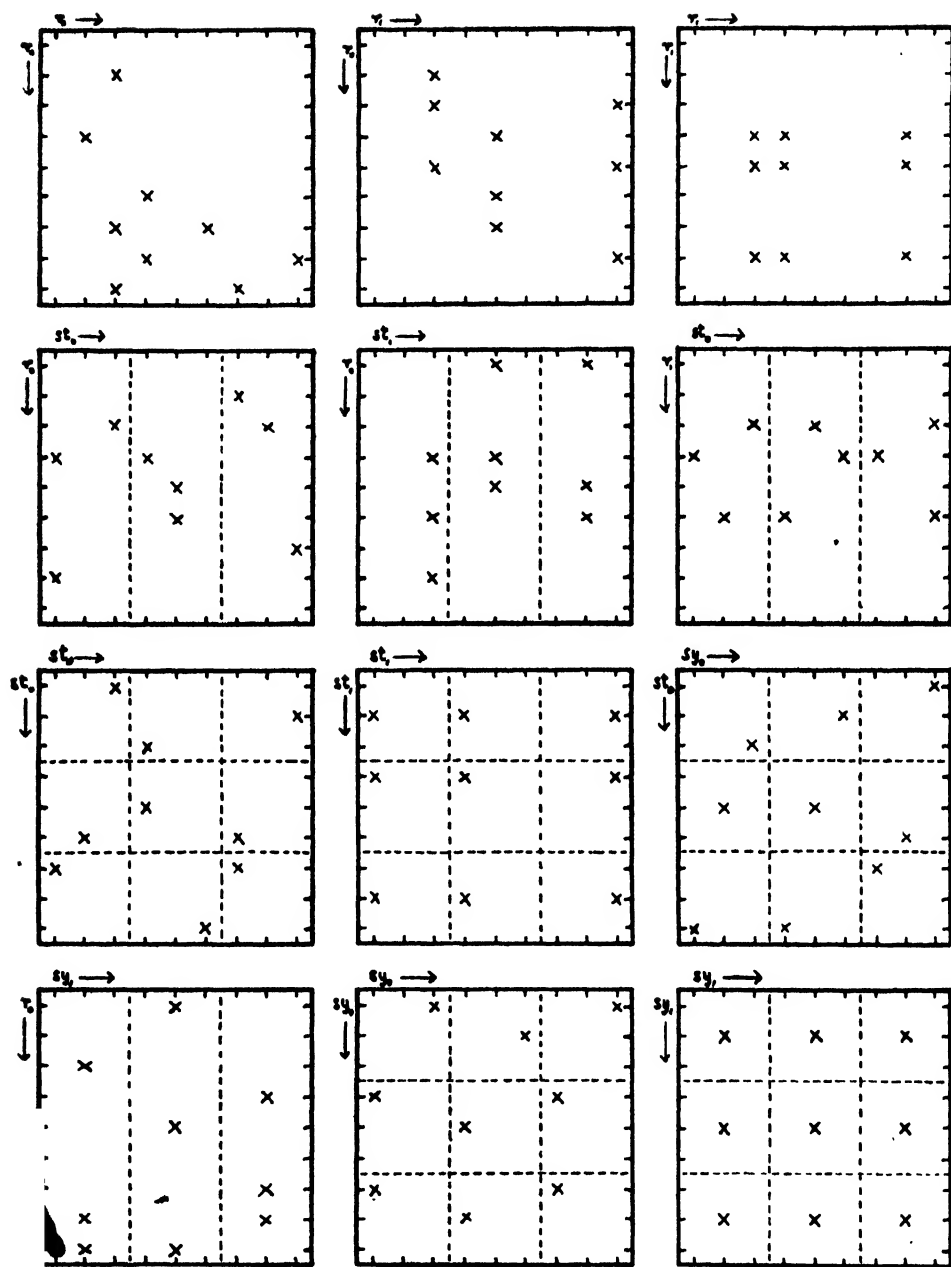 r₀ → r₁ → r₁ →
r₀ r₀ r₁
st₀ → st₁ → st₀ →
r₀ r₀ r₁
st₀ → st₁ → sy₀ →
st₀ st₁ st₀
sy₁ → sy₀ → sy₁ →
r₀ sy₀ sy₁